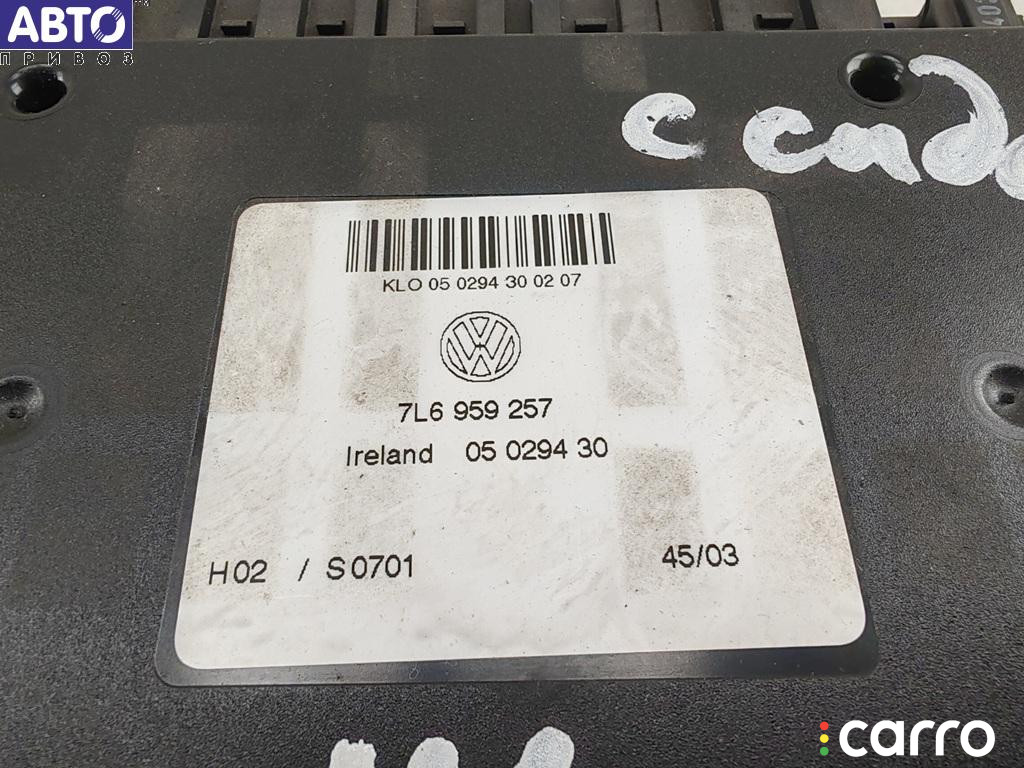 АВТО
ПРИВОЗ
KLO 05 0294 30 02 07
7L6 959 257
Ireland 05 0294 30
H02 / S0701
45/03
carro